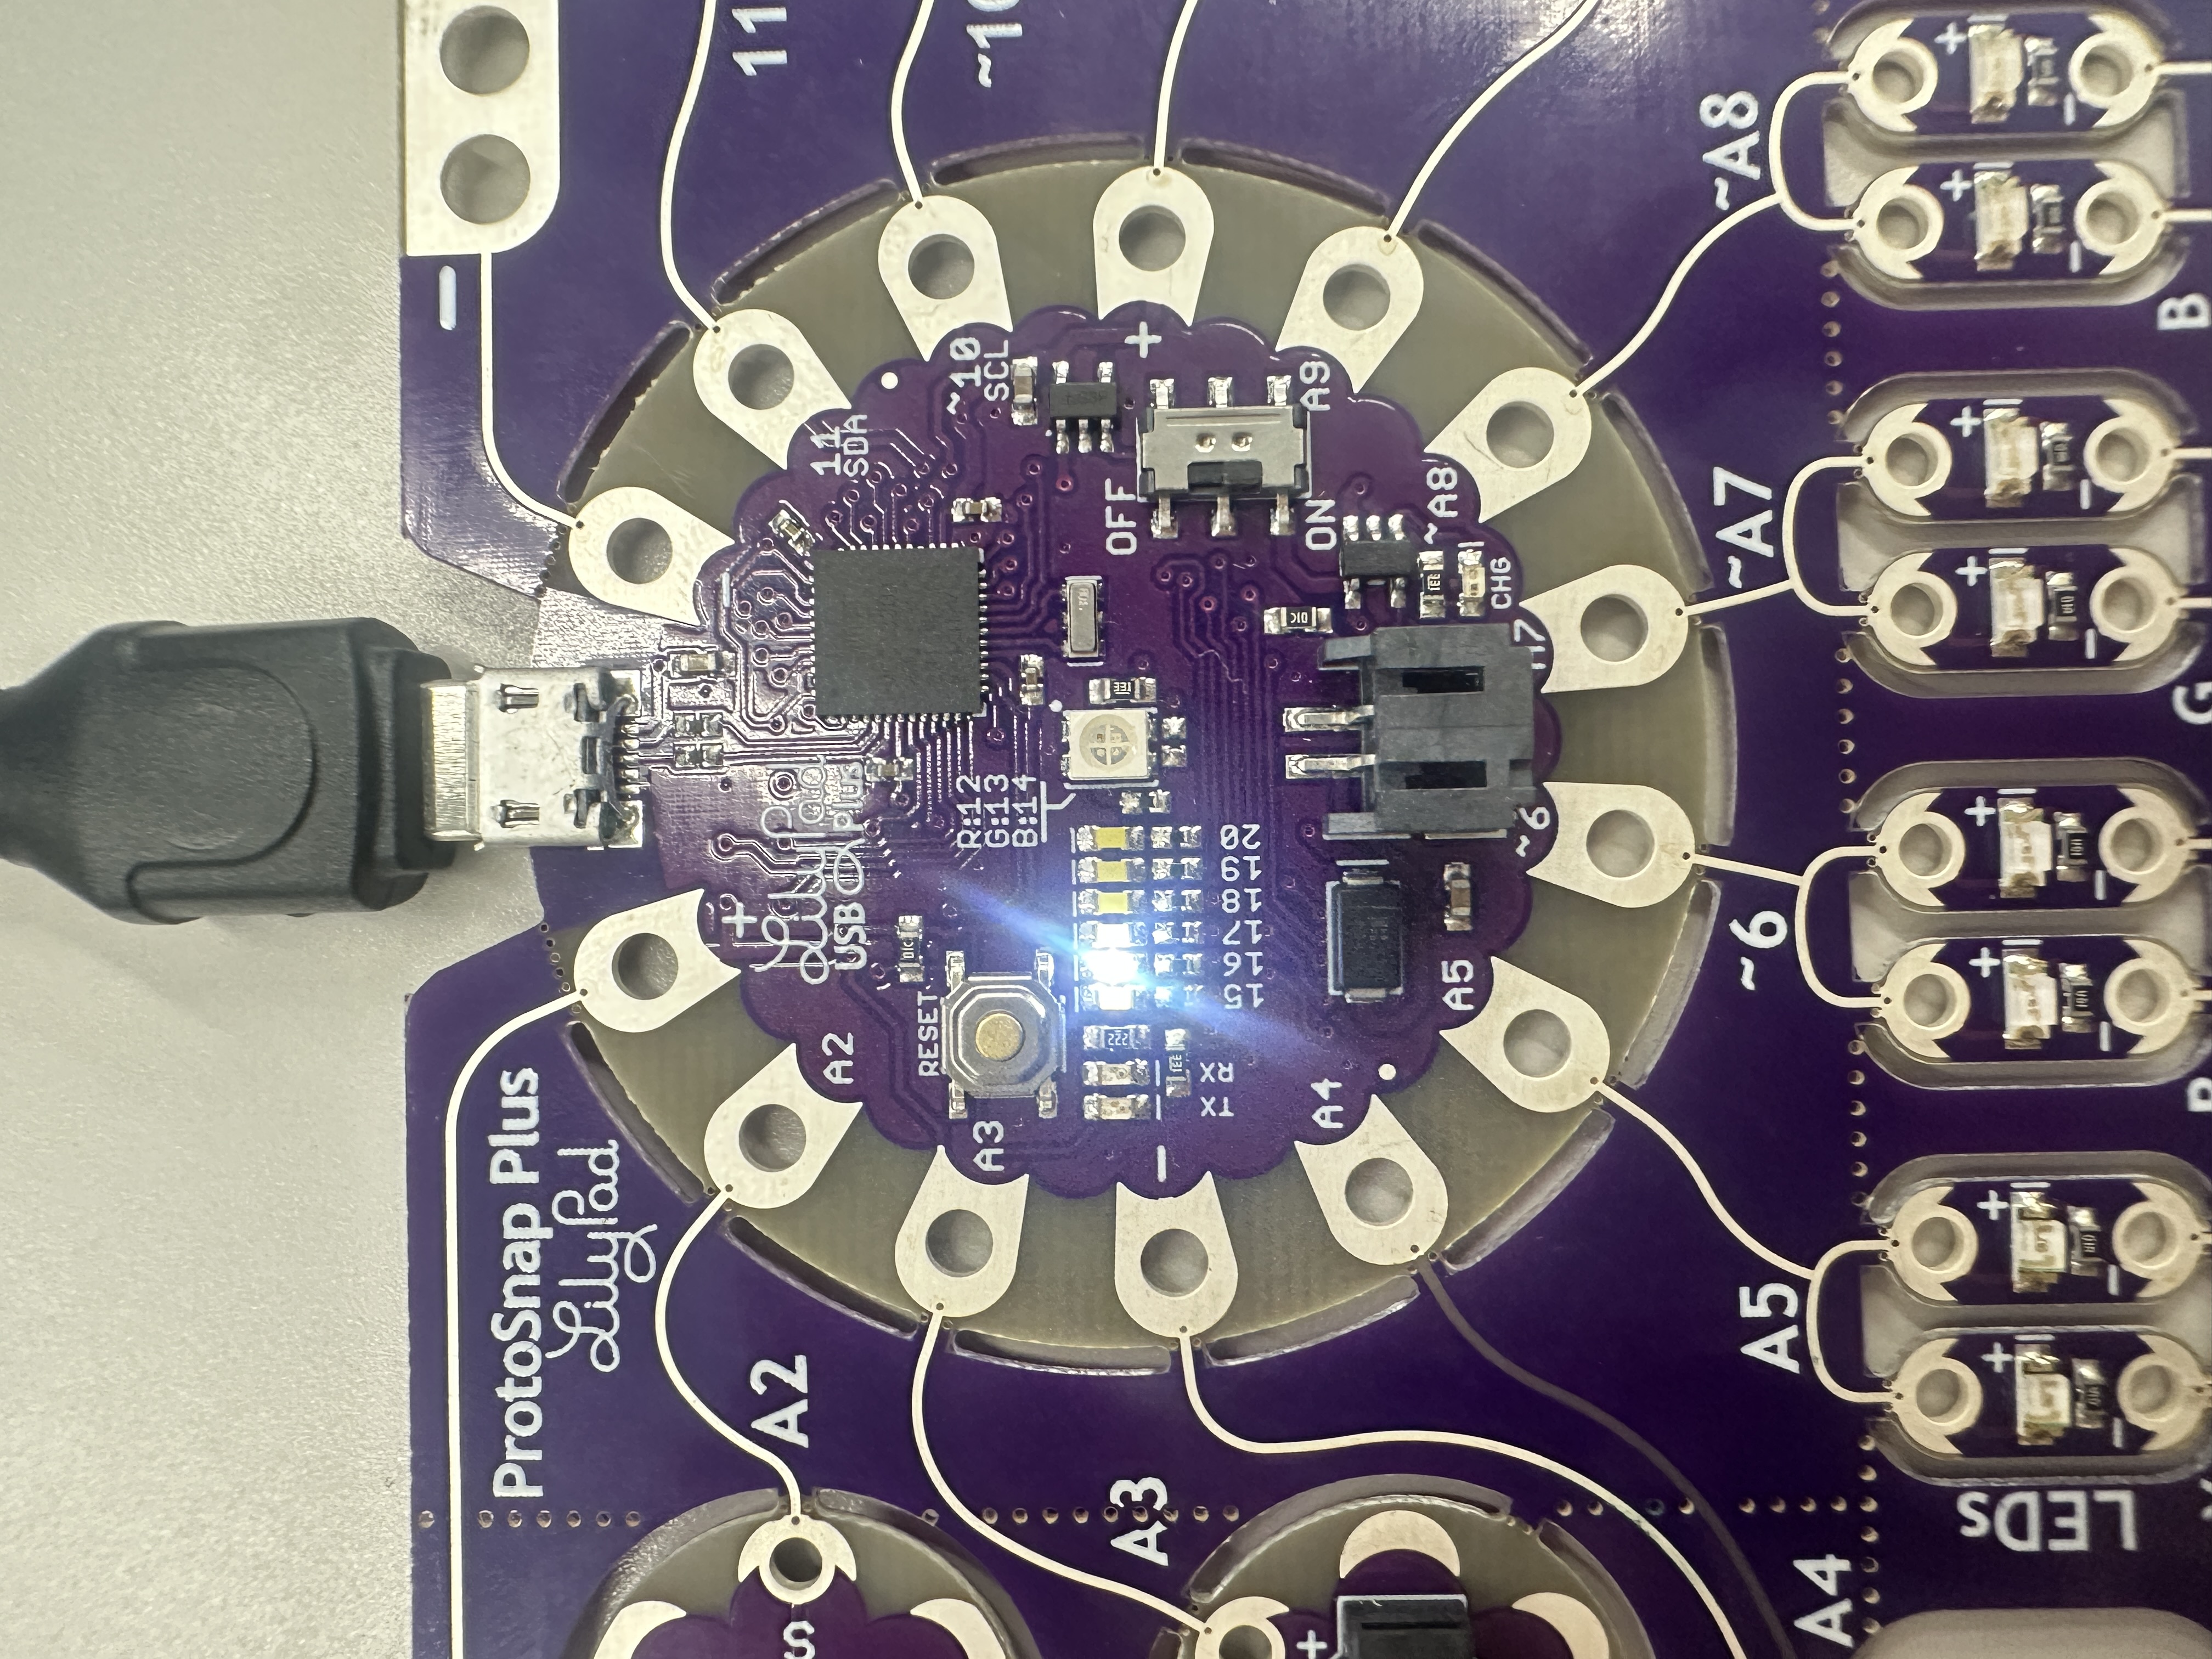 ProtoSnap Plus
LilyPad
A2
A3
A4
11
+
LilyPad
USB Plus
A2
RESET
A3
R:12
G:13
B:14
11
SDA
~10
SCL
OFF
+
ON
A9
−
TX
RX
15
16
17
18
19
20
222
A4
A5
~6
A7
~A8
CHG
A5
~6
~A7
~A8
LEDs
+
+
+
+
+
+
+
+
G
B
S